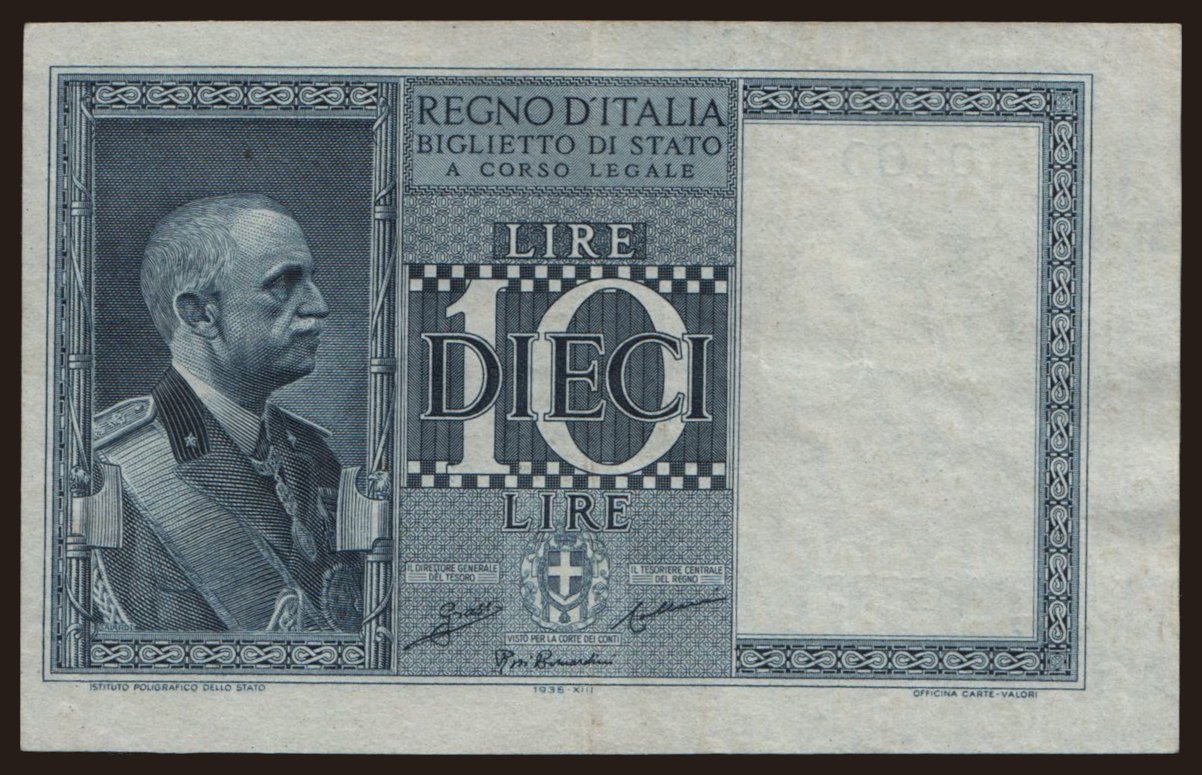 REGNO D'ITALIA
BIGLIETTO DI STATO
A CORSO LEGALE
LIRE
10
DIECI
LIRE
IL DIRETTORE GENERALE
DEL TESORO
IL TESORIERE CENTRALE
DEL REGNO
VISTO PER LA CORTE DEI CONTI
ISTITUTO POLIGRAFICO DELLO STATO
1935-XIII
OFFICINA CARTE-VALORI